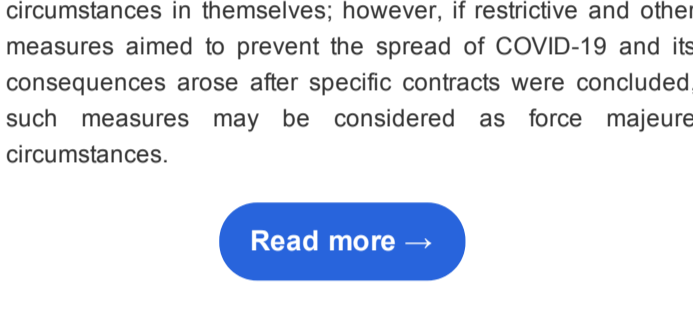 circumstances in themselves; however, if restrictive and other
measures aimed to prevent the spread of COVID-19 and its
consequences arose after specific contracts were concluded,
such measures may be considered as force majeure
circumstances.
Read more →